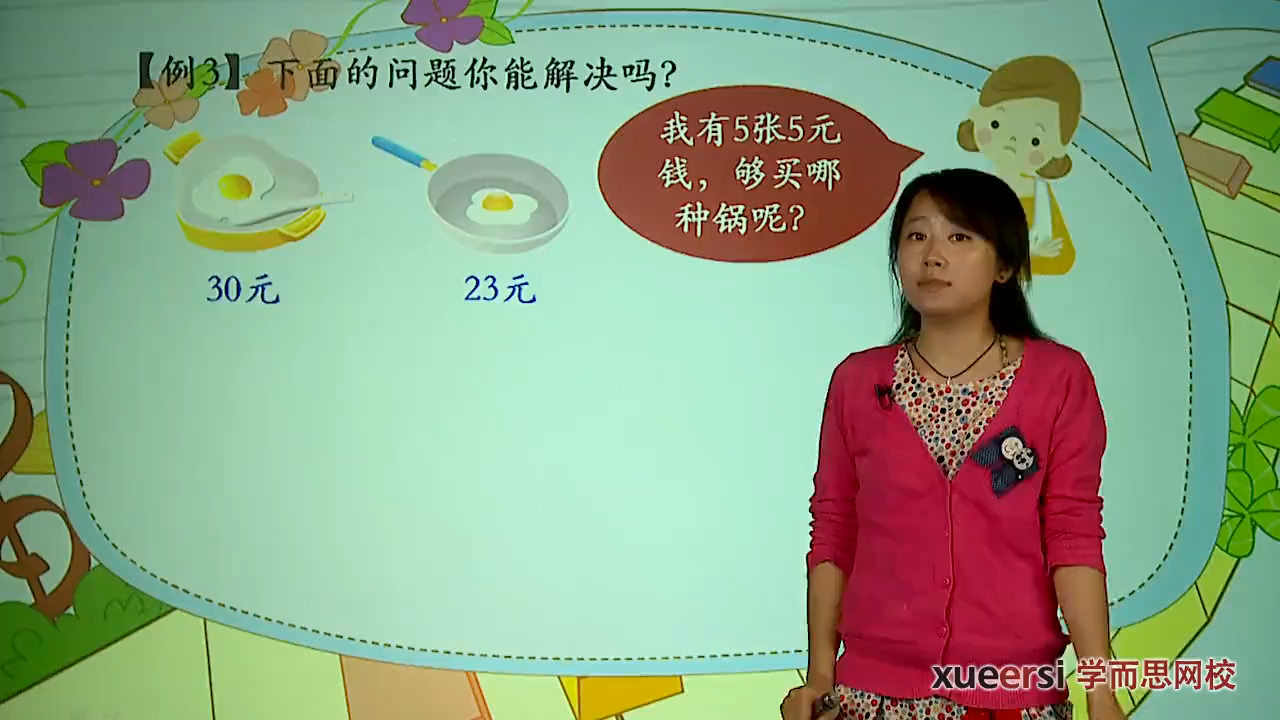 【例3】下面的问题你能解决吗?
我有5张5元
钱，够买哪
种锅呢?
30元
23元
xueersi 学而思网校